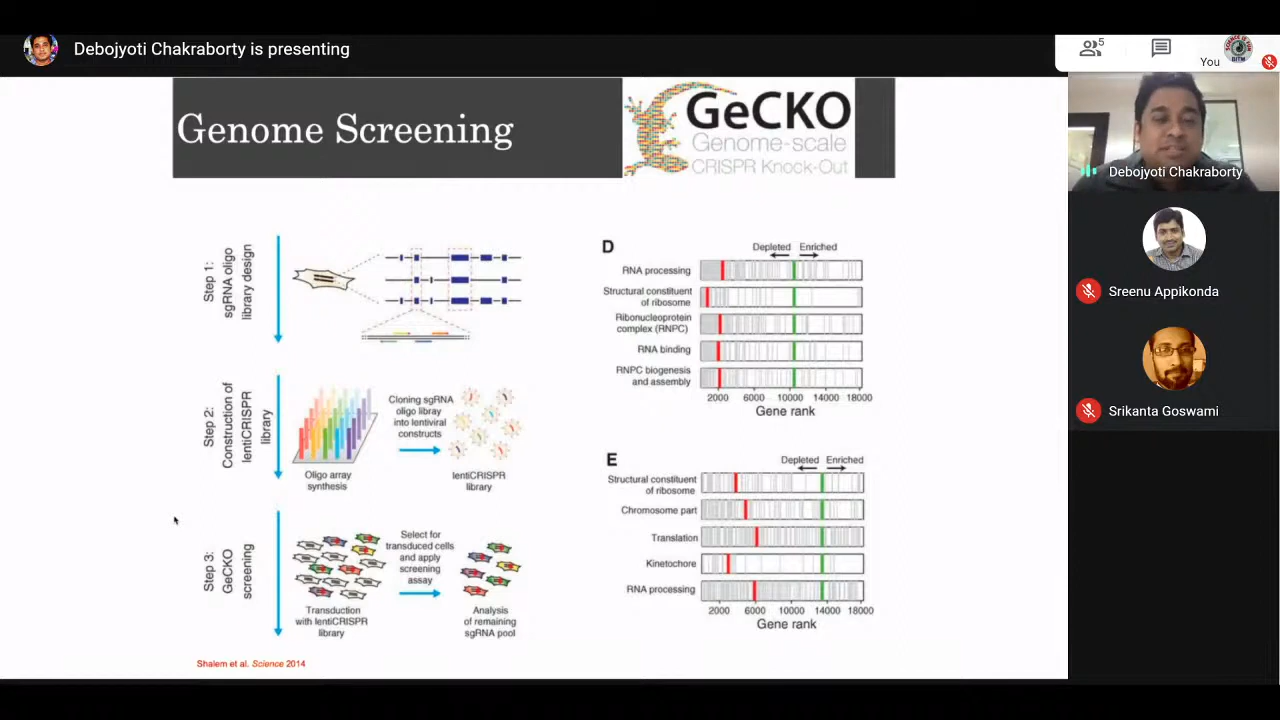 Debojyoti Chakraborty is presenting
5
You
Genome Screening
GeCKO
Genome-scale
CRISPR Knock-Out
Debojyoti Chakraborty
Sreenu Appikonda
Srikanta Goswami
Step 1:
sgRNA oligo
library design
Step 2:
Construction of
lentiCRISPR
library
Oligo array
synthesis
Cloning sgRNA
oligo libray
into lentiviral
constructs
lentiCRISPR
library
Step 3:
GeCKO
screening
Transduction
with lentiCRISPR
library
Select for
transduced cells
and apply
screening
assay
Analysis
of remaining
sgRNA pool
Shalem et al. Science 2014
D
Depleted Enriched
RNA processing
Structural constituent
of ribosome
Ribonucleoprotein
complex (RNPC)
RNA binding
RNPC biogenesis
and assembly
2000 6000 10000 14000 18000
Gene rank
E
Depleted Enriched
Structural constituent
of ribosome
Chromosome part
Translation
Kinetochore
RNA processing
2000 6000 10000 14000 18000
Gene rank